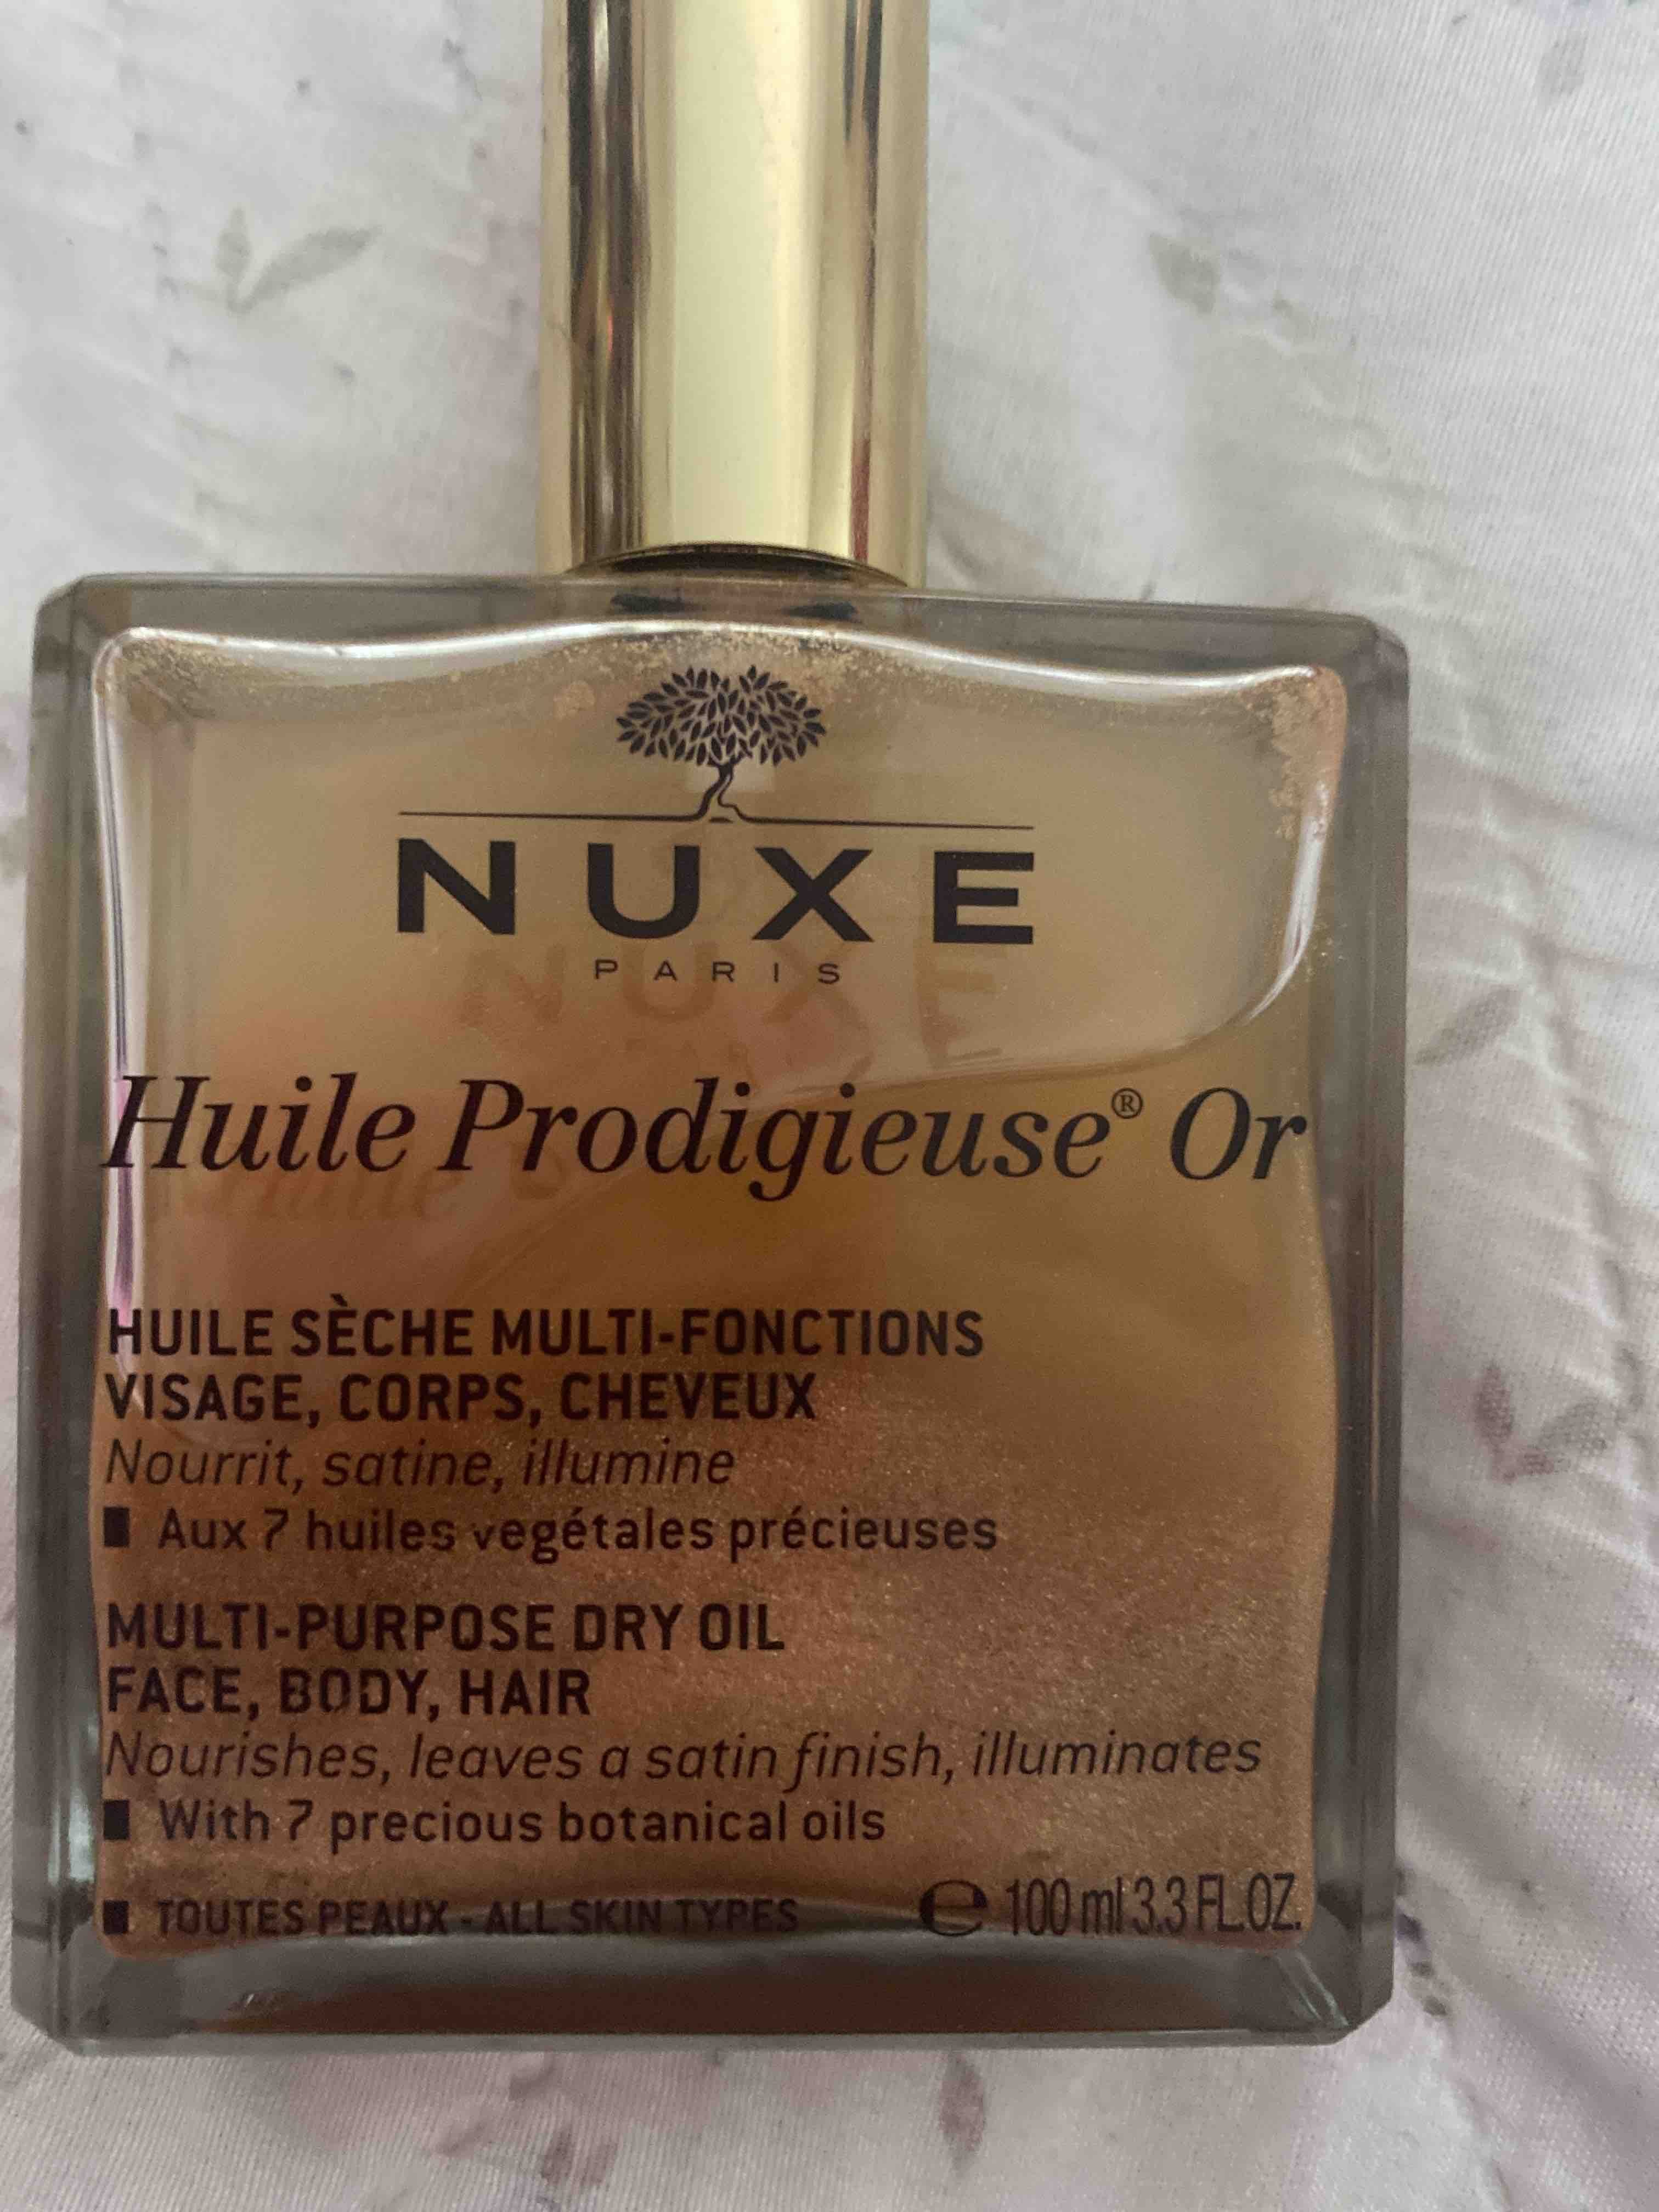 NUXE
PARIS
Huile Prodigieuse® Or
HUILE SÈCHE MULTI-FONCTIONS
VISAGE, CORPS, CHEVEUX
Nourrit, satine, illumine
■ Aux 7 huiles végétales précieuses
MULTI-PURPOSE DRY OIL
FACE, BODY, HAIR
Nourishes, leaves a satin finish, illuminates
■ With 7 precious botanical oils
■ TOUTES PEAUX - ALL SKIN TYPES ℮ 100 ml 3.3 FL.OZ.